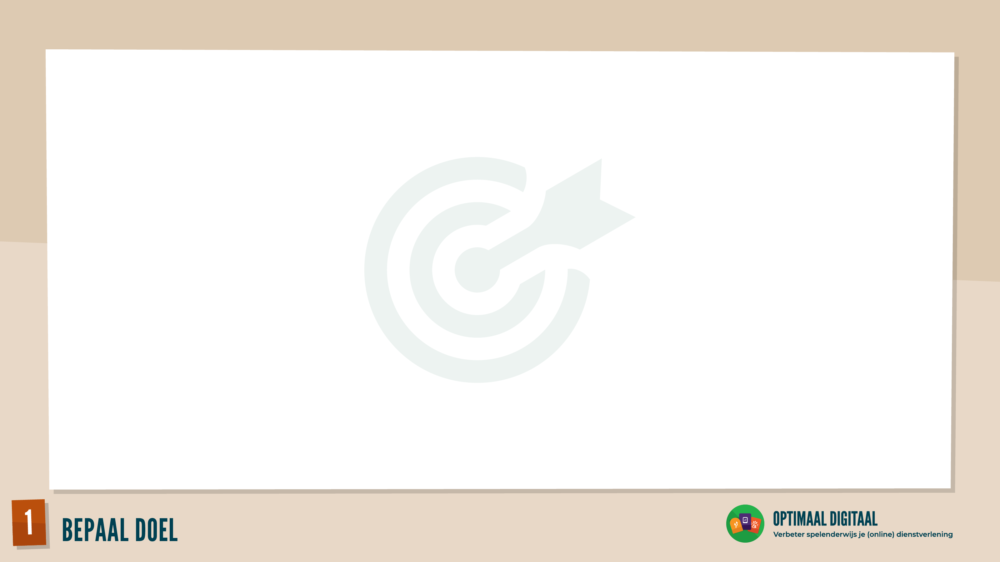 1
BEPAAL DOEL
OPTIMAAL DIGITAAL
Verbeter spelenderwijs je (online) dienstverlening